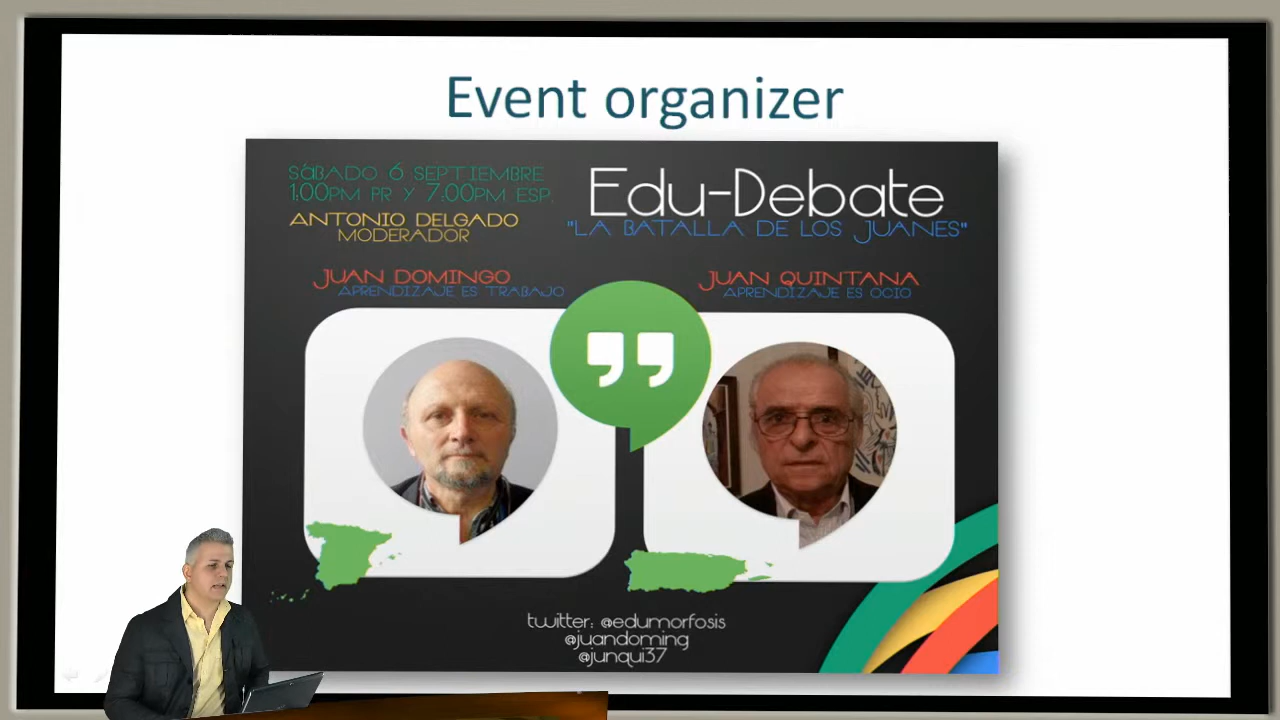 Event organizer
SÁBADO 6 SEPTIEMBRE
1:00PM PR Y 7:00PM ESP.
ANTONIO DELGADO
MODERADOR
Edu-Debate
"LA BATALLA DE LOS JUANES"
JUAN DOMINGO
APRENDIZAJE ES TRABAJO
JUAN QUINTANA
APRENDIZAJE ES OCIO
twitter: @edumorfosis
@juandoming
@junqui37